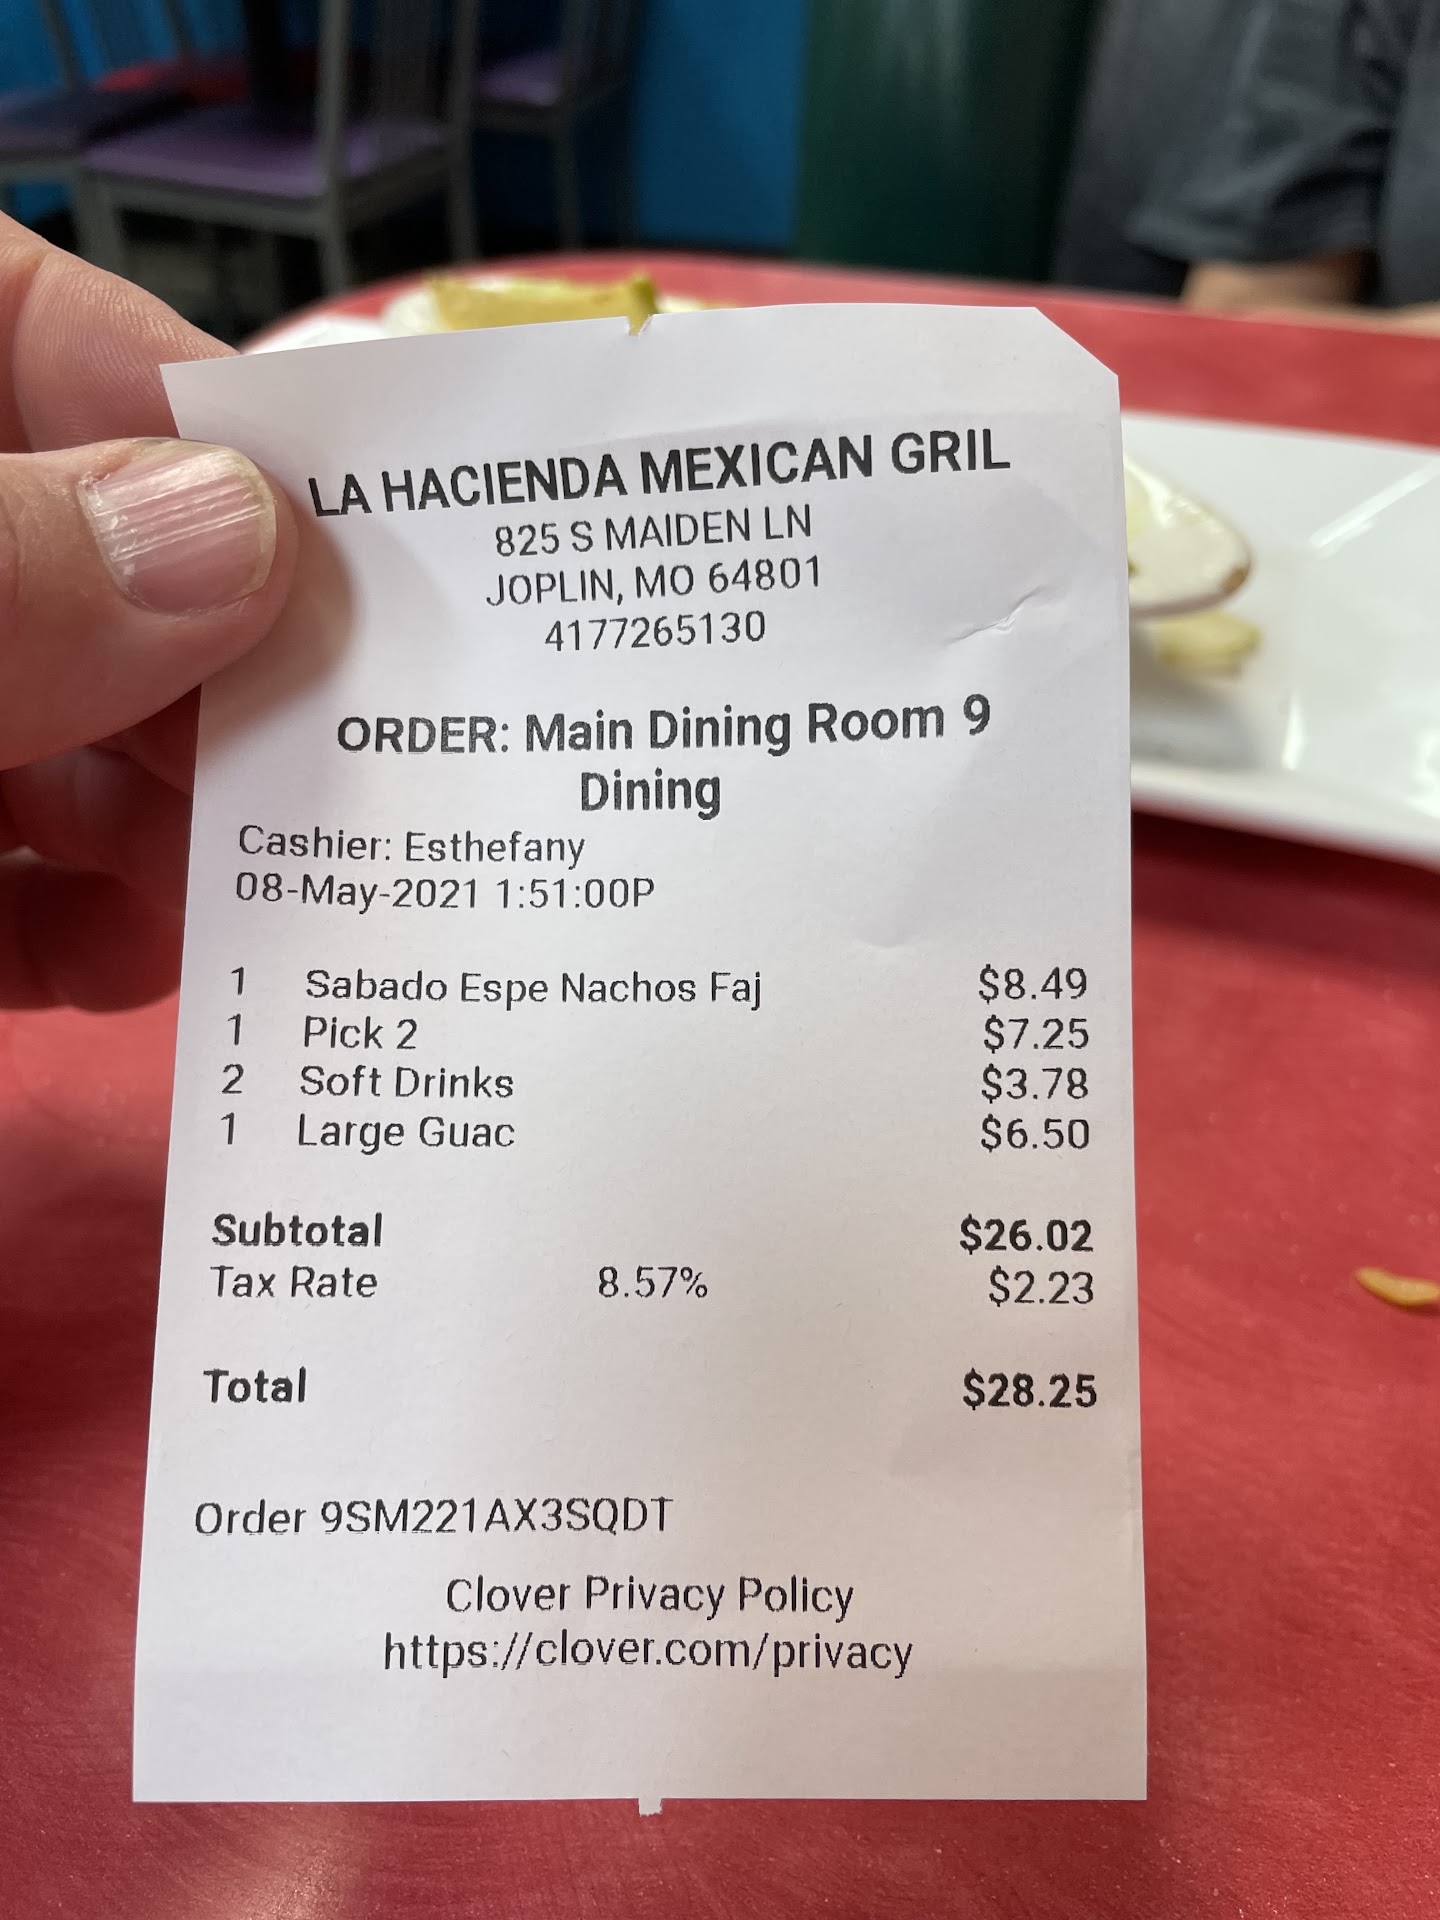 LA HACIENDA MEXICAN GRIL
825 S MAIDEN LN
JOPLIN, MO 64801
4177265130
ORDER: Main Dining Room 9
Dining
Cashier: Esthefany
08-May-2021 1:51:00P
1 Sabado Espe Nachos Faj $8.49
1 Pick 2 $7.25
2 Soft Drinks $3.78
1 Large Guac $6.50
Subtotal $26.02
Tax Rate 8.57% $2.23
Total $28.25
Order 9SM221AX3SQDT
Clover Privacy Policy
https://clover.com/privacy